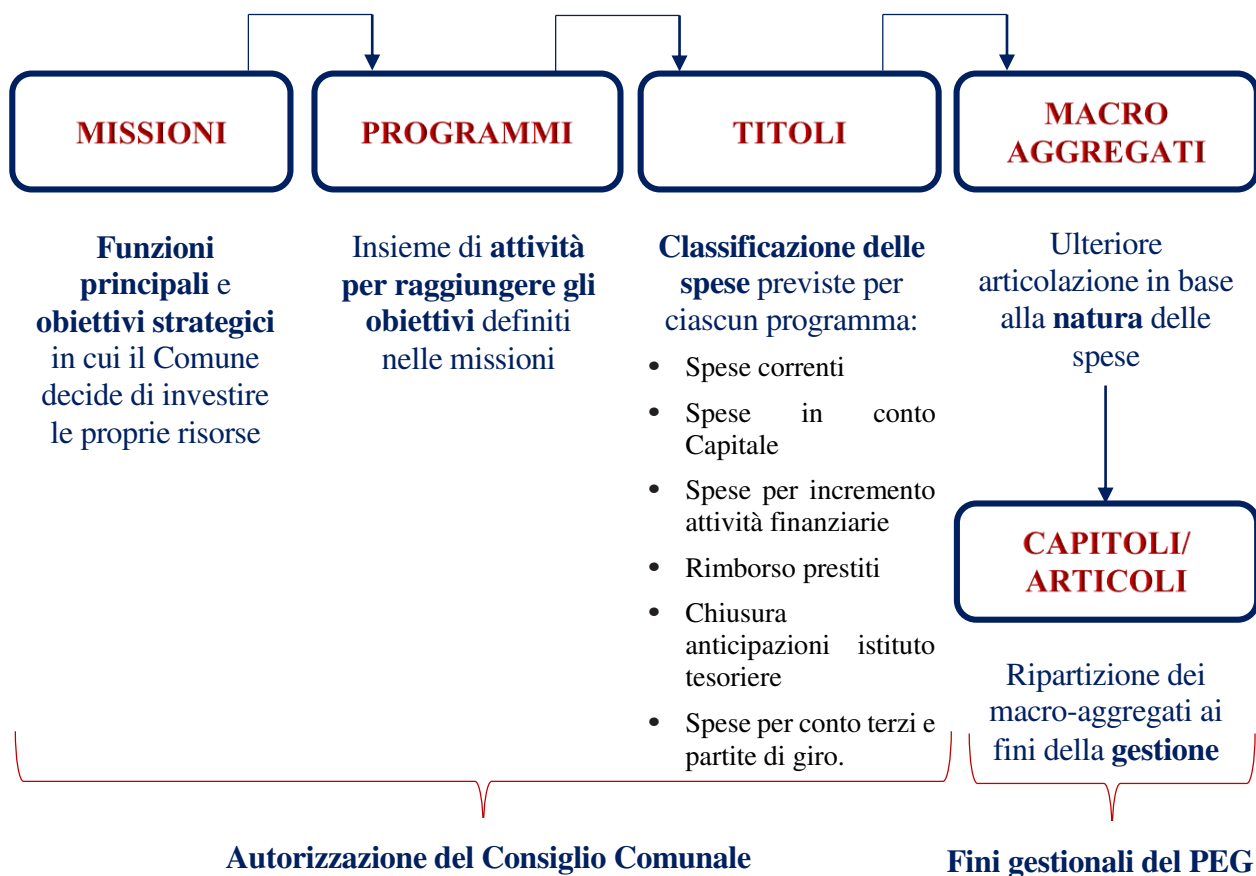 MISSIONI
PROGRAMMI
TITOLI
MACRO
AGGREGATI
Funzioni
principali e
obiettivi strategici
in cui il Comune
decide di investire
le proprie risorse
Insieme di attività
per raggiungere gli
obiettivi definiti
nelle missioni
Classificazione delle
spese previste per
ciascun programma:
• Spese correnti
• Spese in conto
Capitale
• Spese per incremento
attività finanziarie
• Rimborso prestiti
• Chiusura
anticipazioni istituto
tesoriere
• Spese per conto terzi e
partite di giro.
Ulteriore
articolazione in base
alla natura delle
spese
CAPITOLI/
ARTICOLI
Ripartizione dei
macro-aggregati ai
fini della gestione
Autorizzazione del Consiglio Comunale
Fini gestionali del PEG